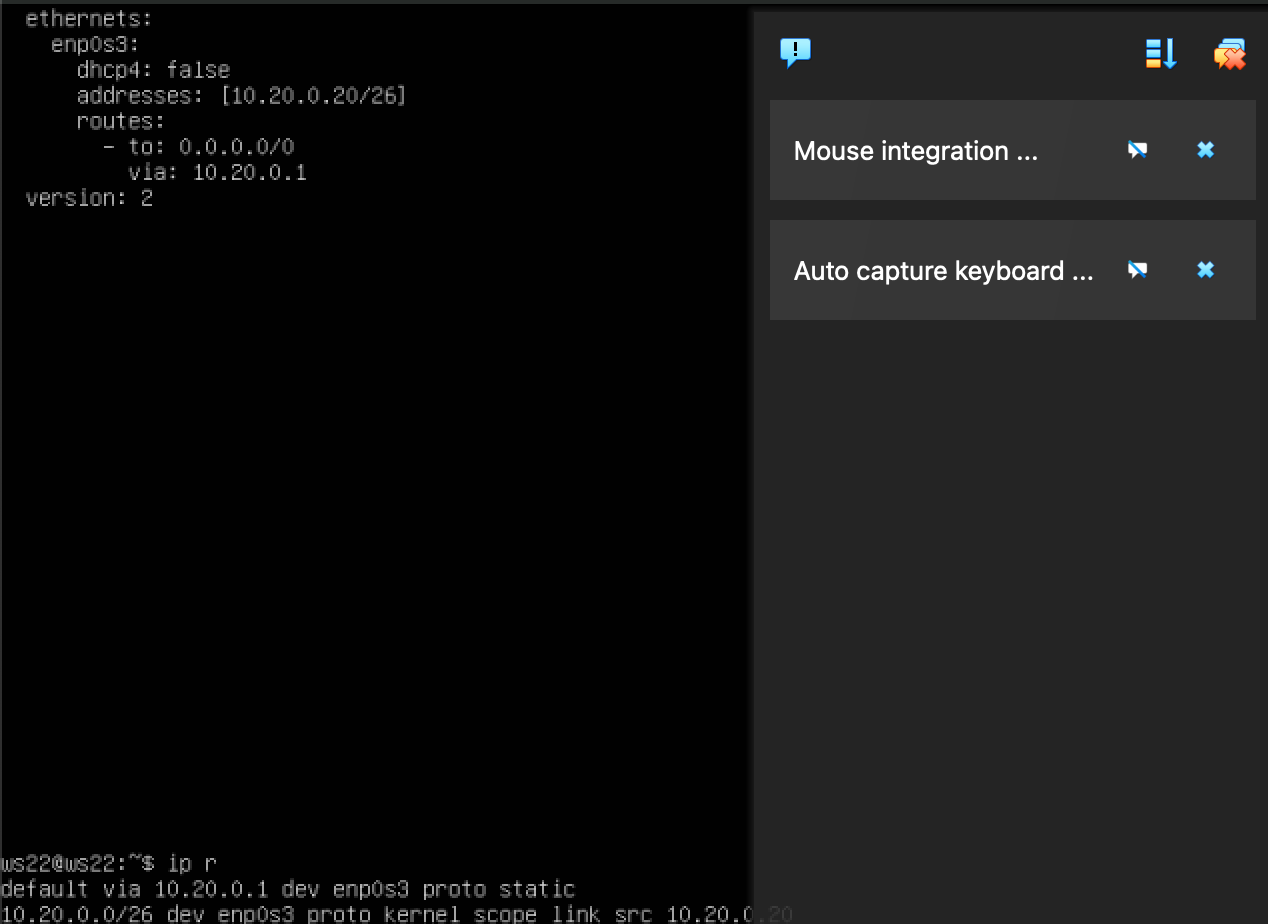 ethernets:
enp0s3:
dhcp4: false
addresses: [10.20.0.20/26]
routes:
- to: 0.0.0.0/0
via: 10.20.0.1
version: 2
Mouse integration ...
Auto capture keyboard ...
ws22@ws22:~$ ip r
default via 10.20.0.1 dev enp0s3 proto static
10.20.0.0/26 dev enp0s3 proto kernel scope link src 10.20.0.20